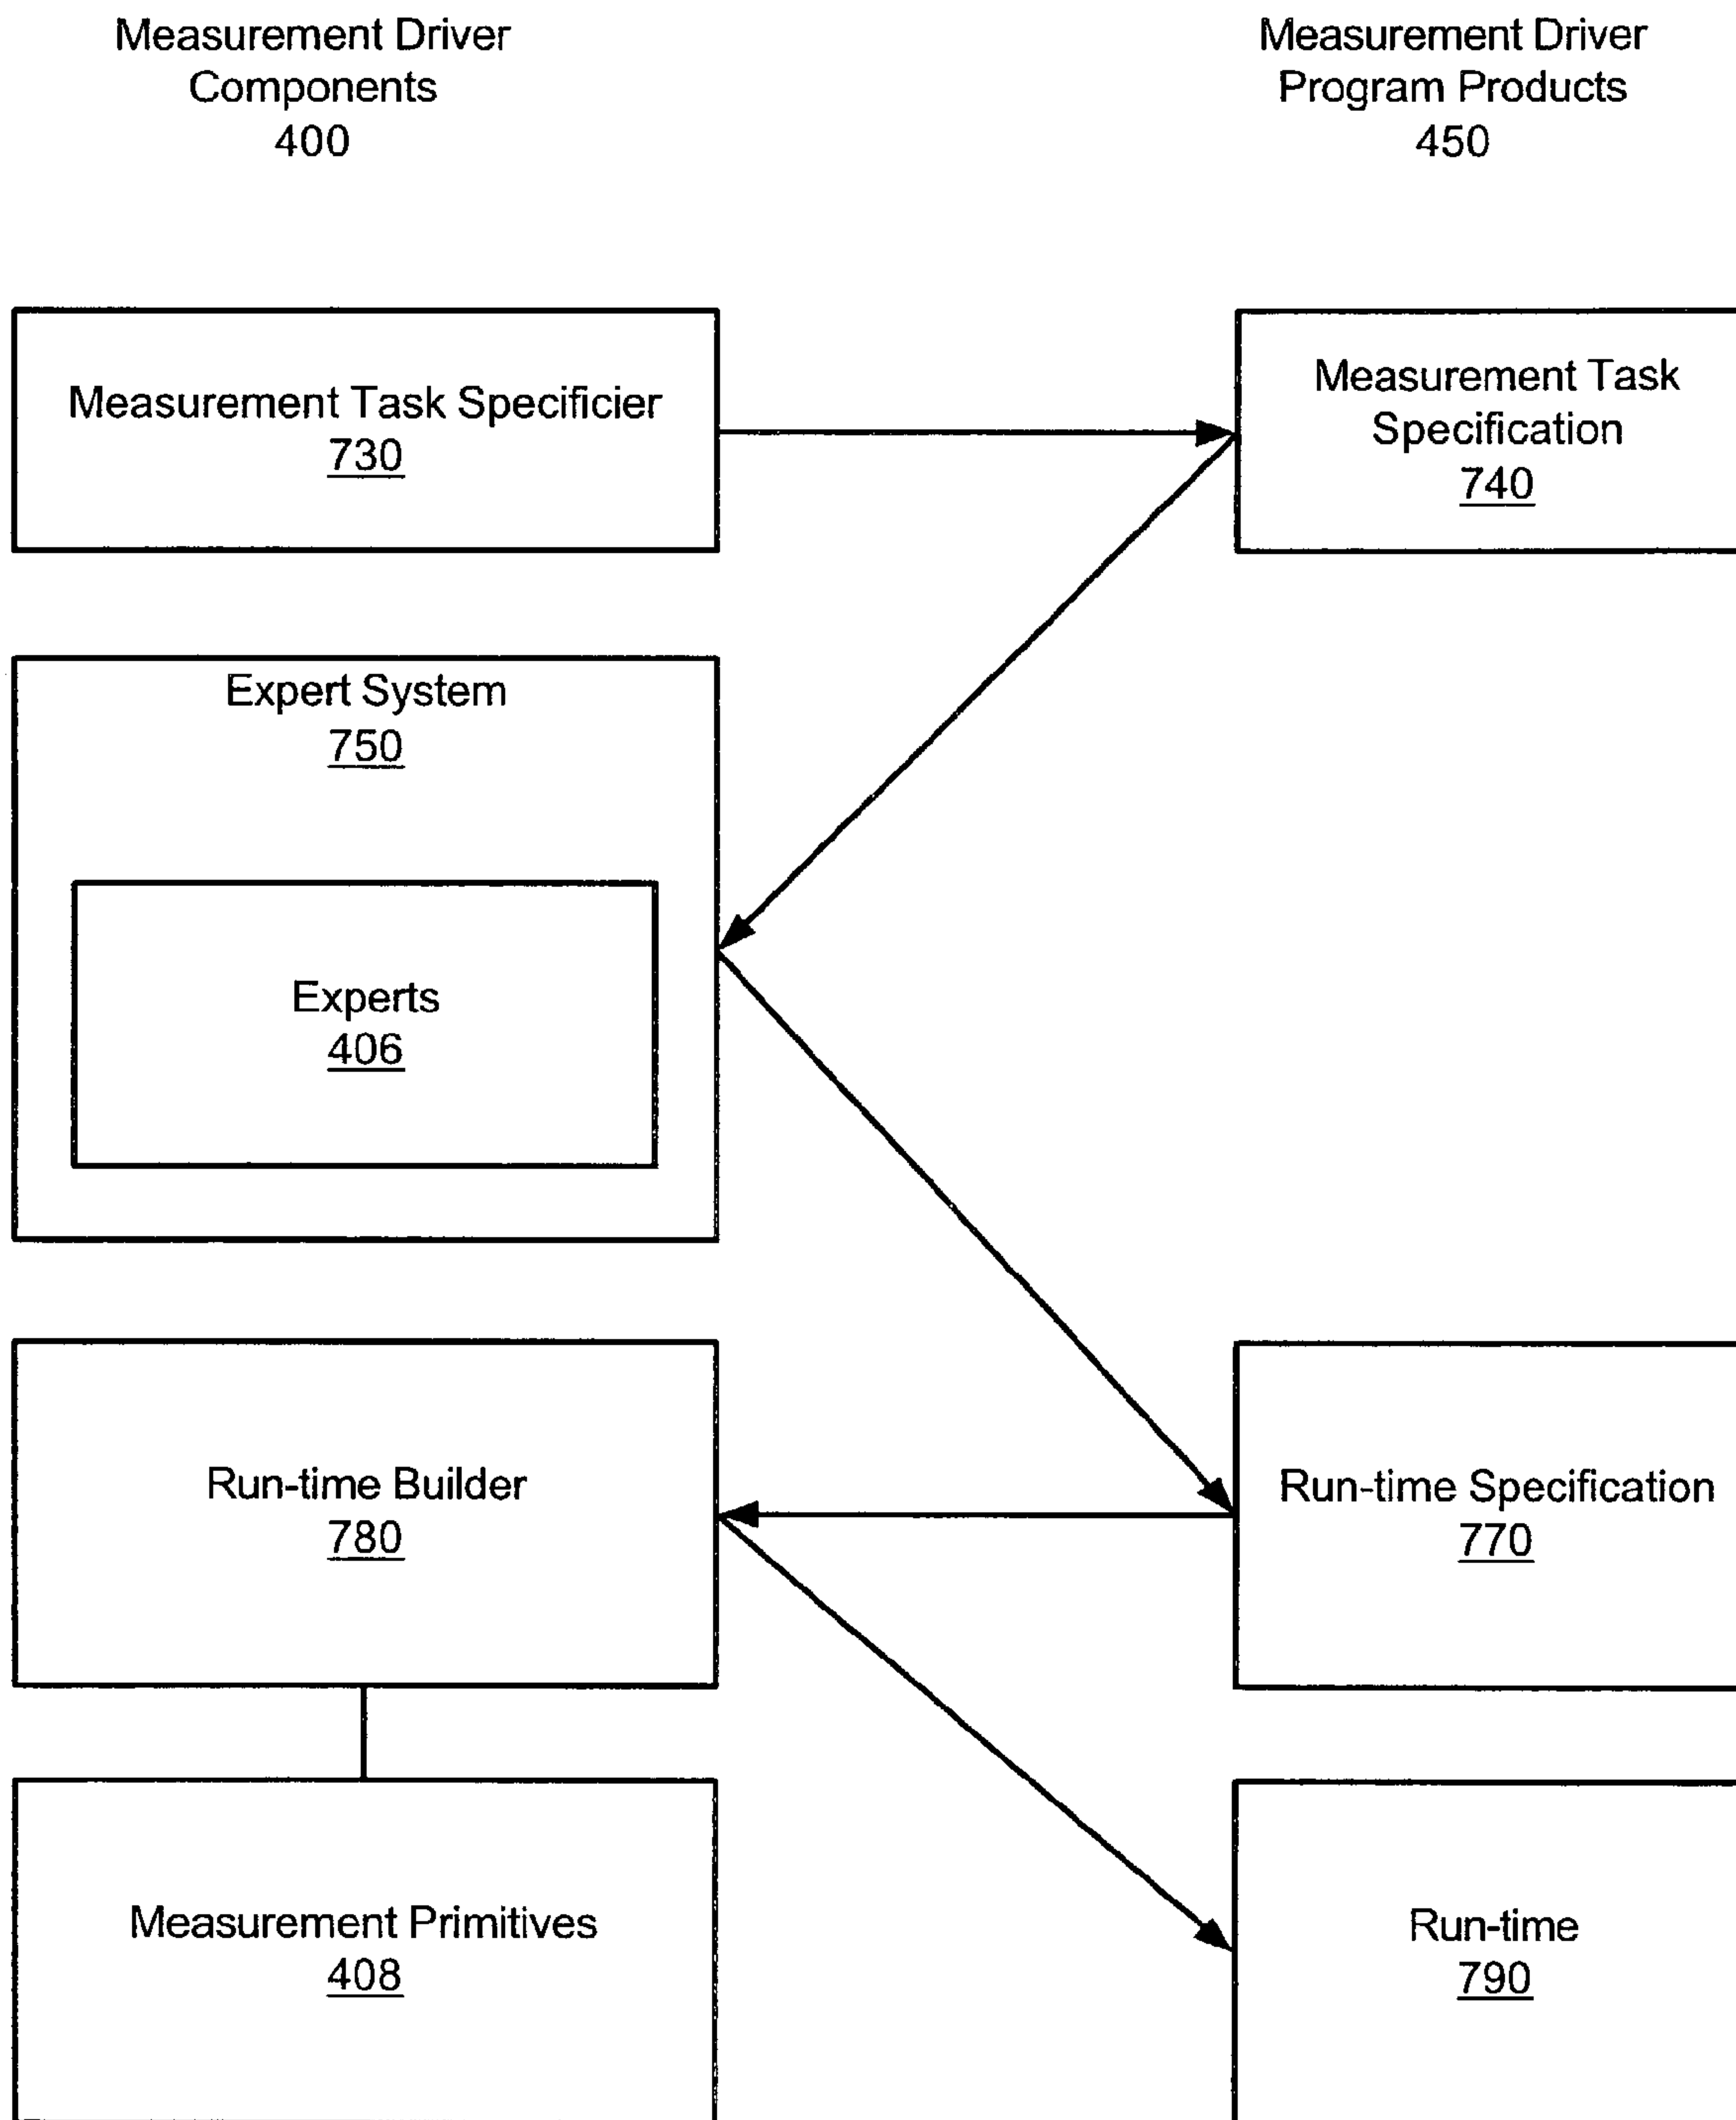 Measurement Driver
Components
400
Measurement Driver
Program Products
450
Measurement Task Specificier
730
Measurement Task
Specification
740
Expert System
750
Experts
406
Run-time Builder
780
Run-time Specification
770
Measurement Primitives
408
Run-time
790